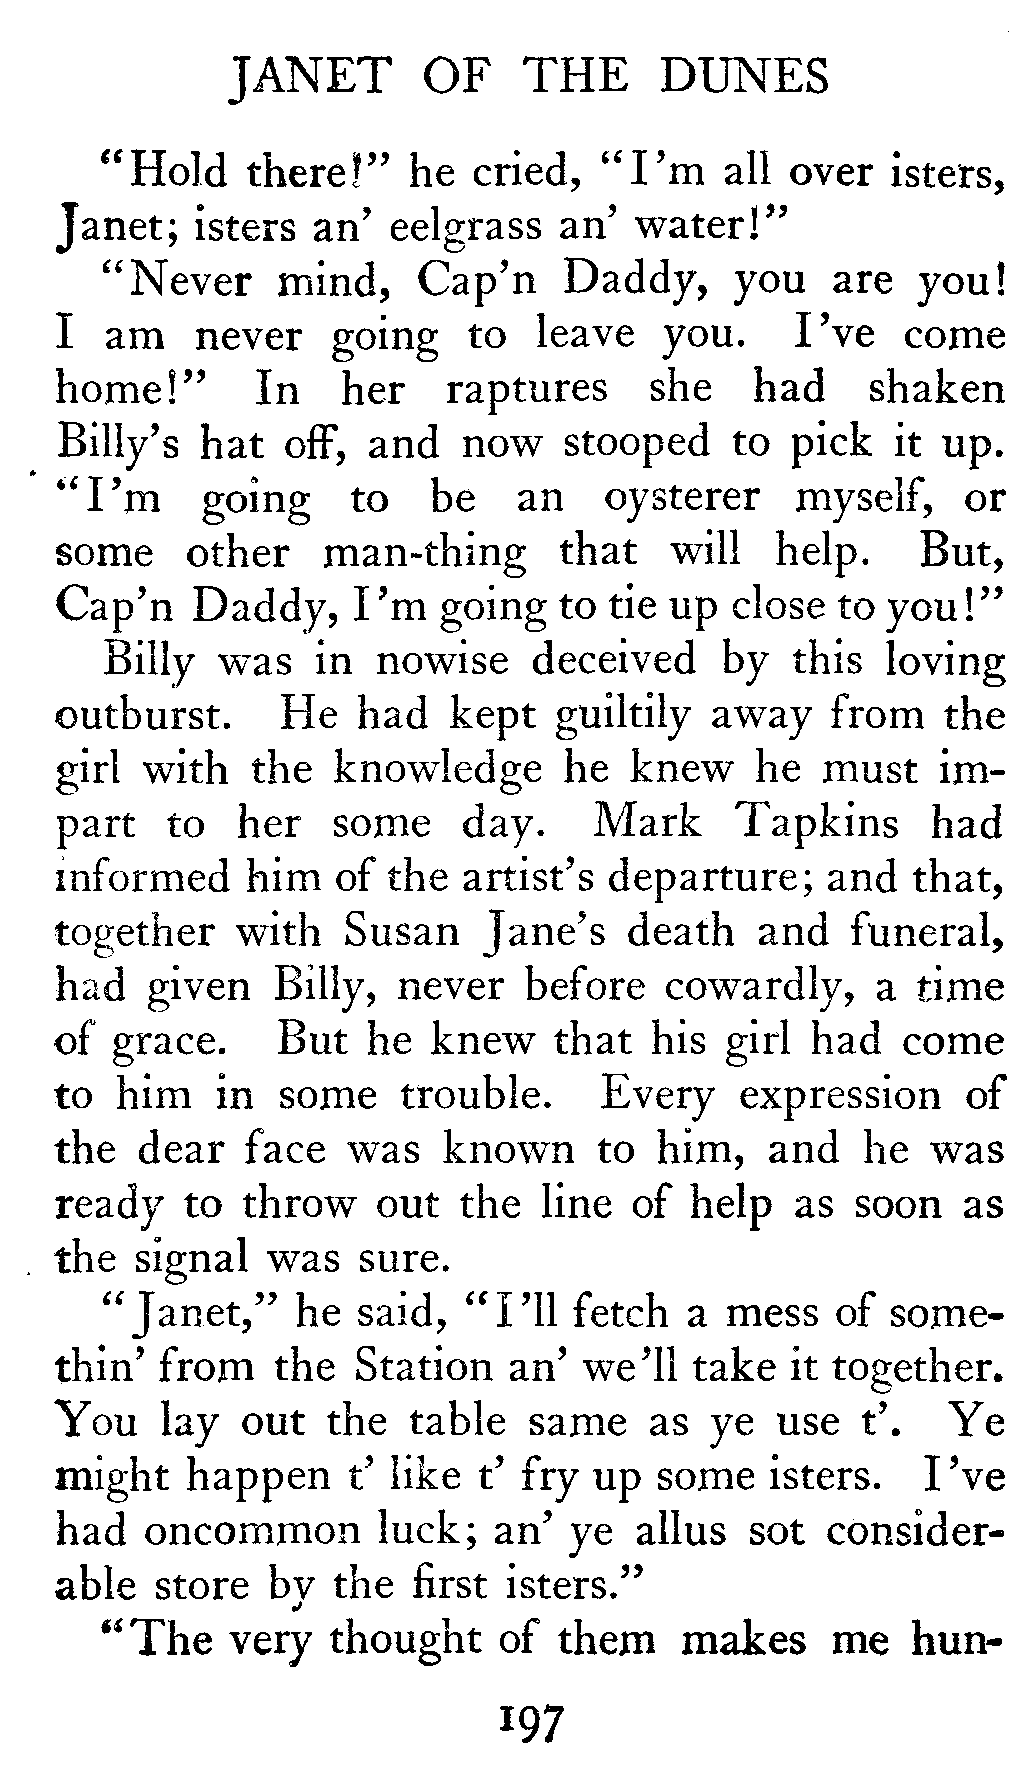 JANET OF THE DUNES
“Hold there!” he cried, “I’m all over isters,
Janet; isters an’ eelgrass an’ water!”
“Never mind, Cap’n Daddy, you are you!
I am never going to leave you. I’ve come
home!” In her raptures she had shaken
Billy’s hat off, and now stooped to pick it up.
“I’m going to be an oysterer myself, or
some other man-thing that will help. But,
Cap’n Daddy, I’m going to tie up close to you!”
Billy was in nowise deceived by this loving
outburst. He had kept guiltily away from the
girl with the knowledge he knew he must im-
part to her some day. Mark Tapkins had
informed him of the artist’s departure; and that,
together with Susan Jane’s death and funeral,
had given Billy, never before cowardly, a time
of grace. But he knew that his girl had come
to him in some trouble. Every expression of
the dear face was known to him, and he was
ready to throw out the line of help as soon as
the signal was sure.
“Janet,” he said, “I’ll fetch a mess of some-
thin’ from the Station an’ we’ll take it together.
You lay out the table same as ye use t’. Ye
might happen t’ like t’ fry up some isters. I’ve
had oncommon luck; an’ ye allus sot consider-
able store by the first isters.”
“The very thought of them makes me hun-
197